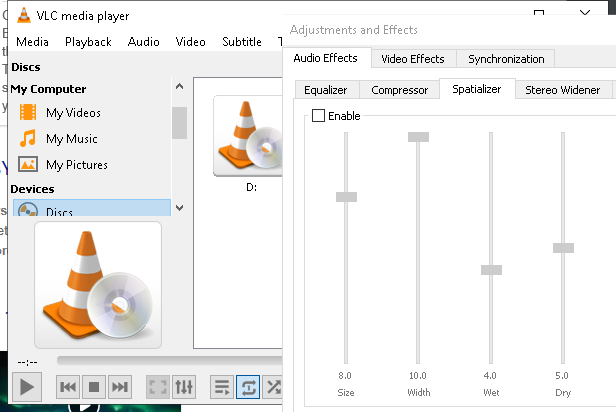 VLC media player
Media Playback Audio Video Subtitle T
Discs
My Computer
My Videos
My Music
My Pictures
Devices
Discs
D:
--:--
Adjustments and Effects
Audio Effects Video Effects Synchronization
Equalizer Compressor Spatializer Stereo Widener
Enable
8.0 10.0 4.0 5.0
Size Width Wet Dry